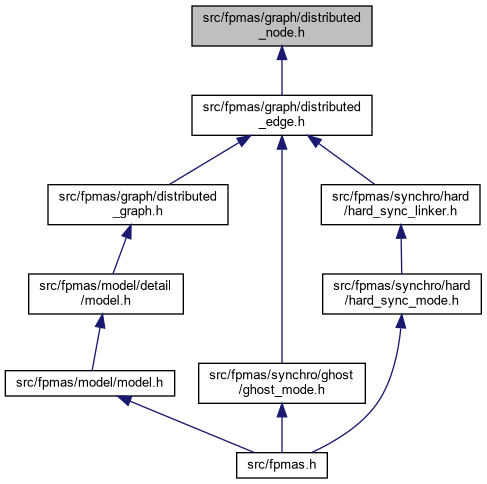 src/fpmas/graph/distributed
_node.h
src/fpmas/graph/distributed
_edge.h
src/fpmas/graph/distributed
_graph.h
src/fpmas/synchro/hard
/hard_sync_linker.h
src/fpmas/model/detail
/model.h
src/fpmas/synchro/hard
/hard_sync_mode.h
src/fpmas/model/model.h
src/fpmas/synchro/ghost
/ghost_mode.h
src/fpmas.h